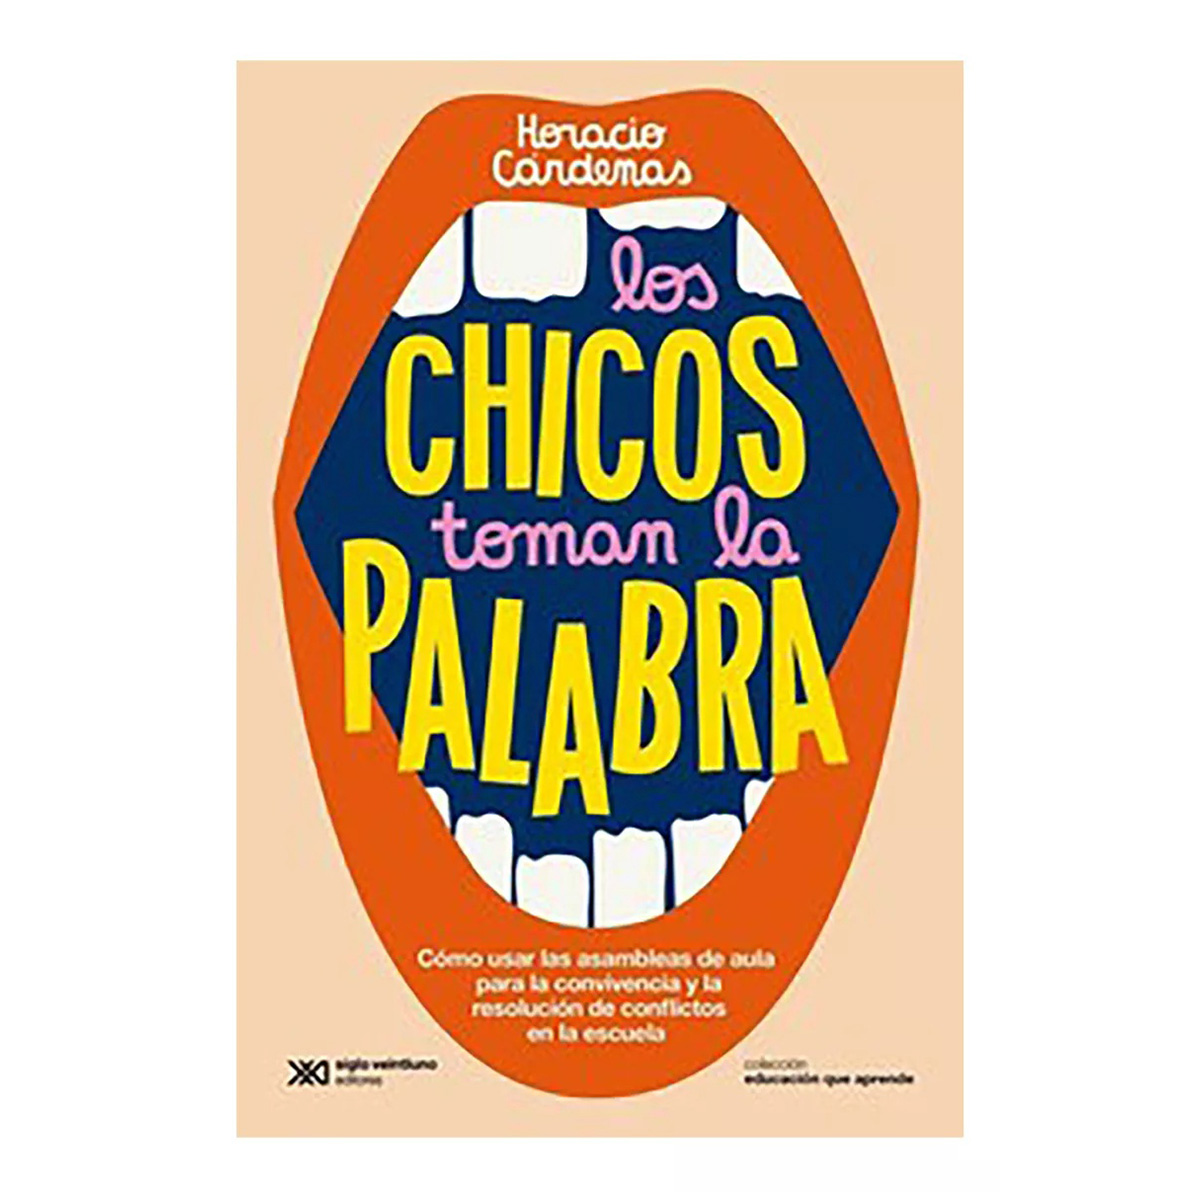 Horacio
Cárdenas
los
CHICOS
toman la
PALABRA
Cómo usar las asambleas de aula
para la convivencia y la
resolución de conflictos
en la escuela
siglo veintiuno
editores
colección
educación que aprende